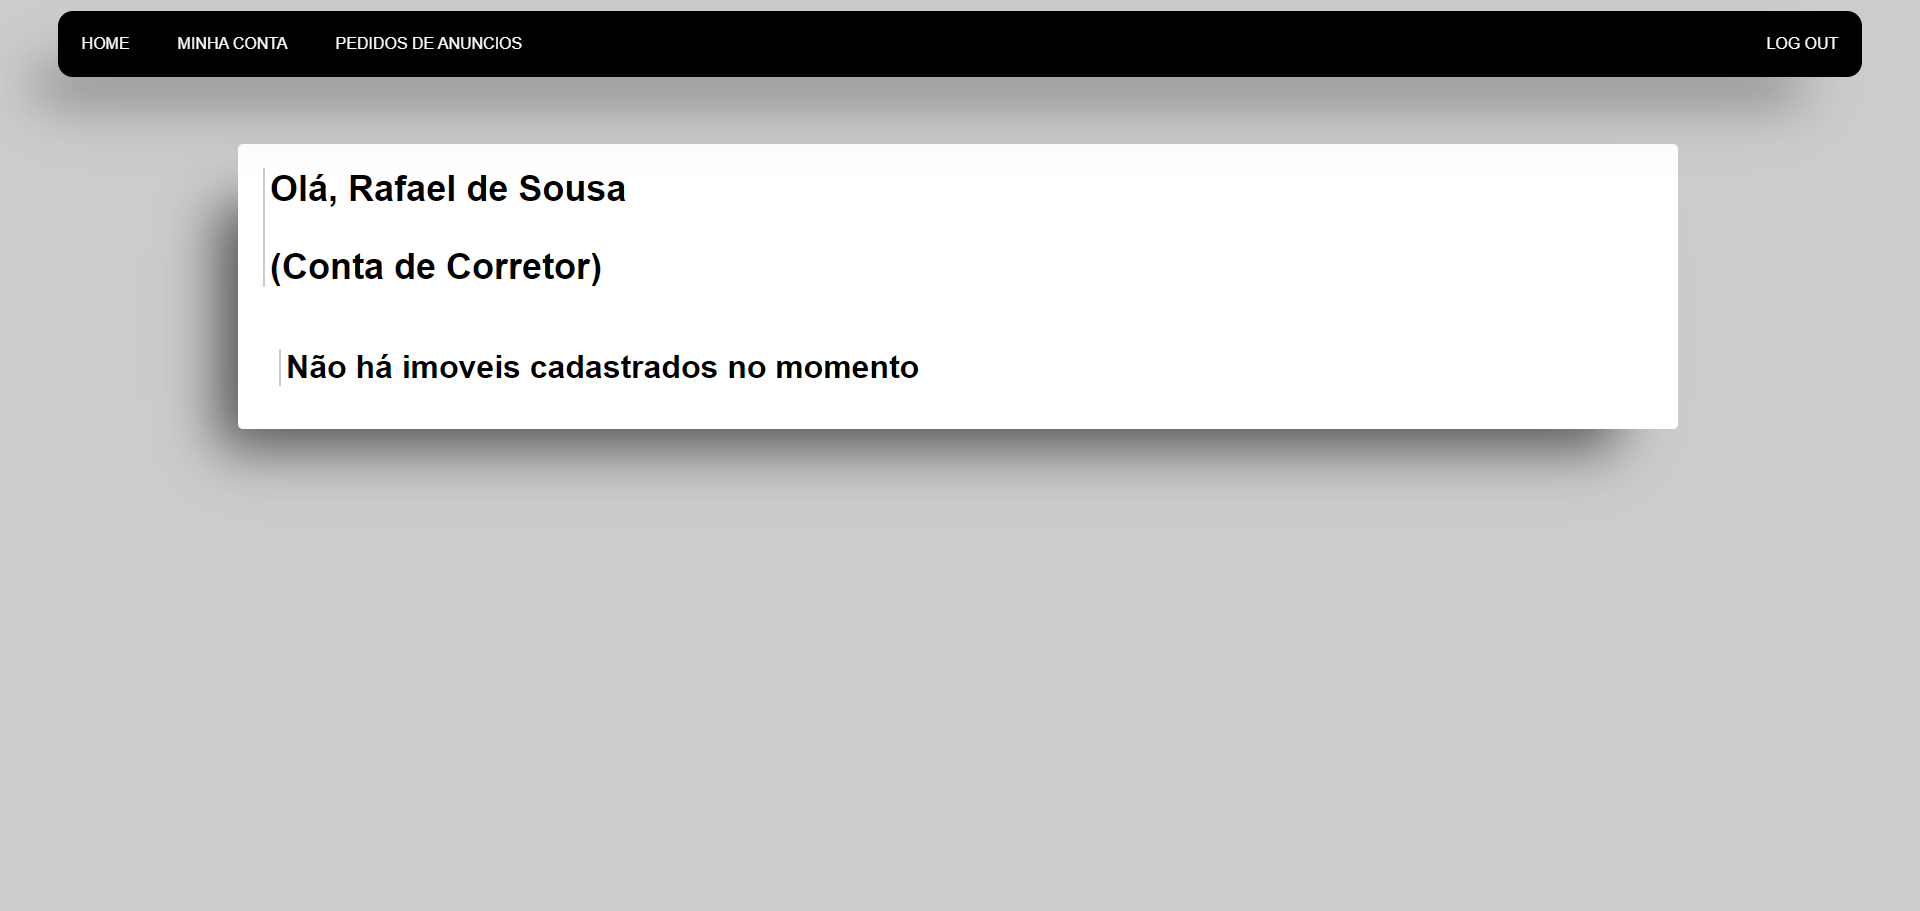 HOME MINHA CONTA PEDIDOS DE ANUNCIOS LOG OUT
Olá, Rafael de Sousa
(Conta de Corretor)
Não há imoveis cadastrados no momento